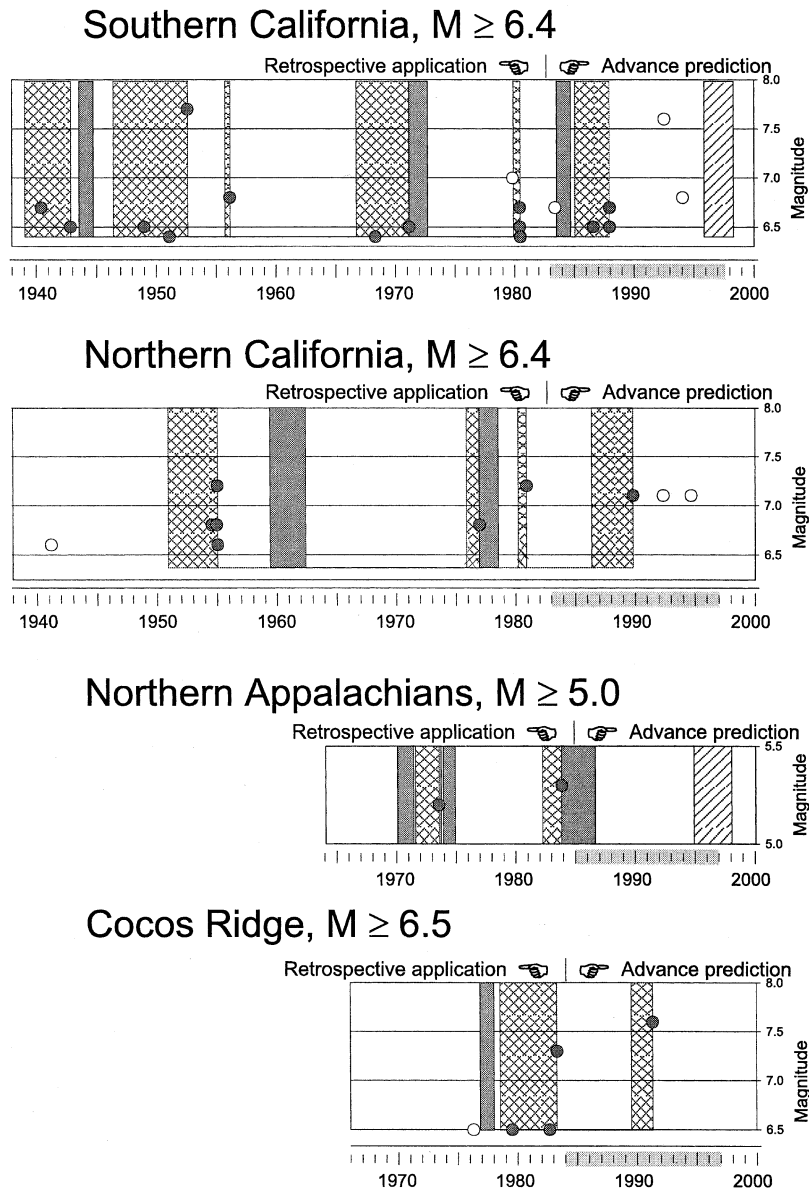 Southern California, M ≥ 6.4
Retrospective application Advance prediction
8.0
7.5
7.0
6.5
Magnitude
1940 1950 1960 1970 1980 1990 2000
Northern California, M ≥ 6.4
Retrospective application Advance prediction
8.0
7.5
7.0
6.5
Magnitude
1940 1950 1960 1970 1980 1990 2000
Northern Appalachians, M ≥ 5.0
Retrospective application Advance prediction
5.5
5.0
Magnitude
1970 1980 1990 2000
Cocos Ridge, M ≥ 6.5
Retrospective application Advance prediction
8.0
7.5
7.0
6.5
Magnitude
1970 1980 1990 2000